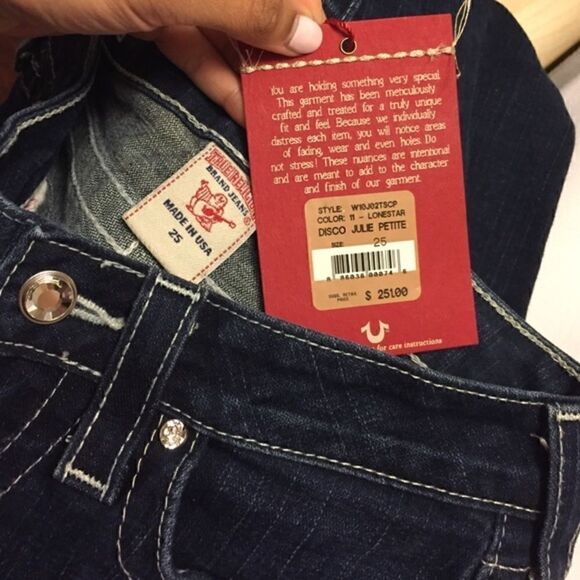 You are holding something very special.
This garment has been meticulously
crafted and treated for a truly unique
fit and feel. Because we individually
distress each item, you will notice areas
of fading, wear and even holes. Do
not stress! These nuances are intentional
and are meant to add to the character
and finish of our garment.
STYLE: W10J02TSCP
COLOR: 11 - LONESTAR
DISCO JULIE PETITE
SIZE: 25
PRICE $ 251.00
for care instructions
BRAND JEANS
MADE IN USA
25